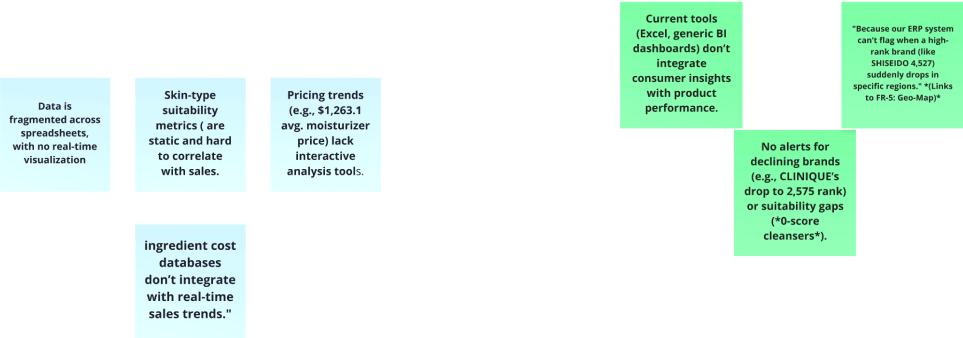 Data is
fragmented across
spreadsheets,
with no real-time
visualization
Skin-type
suitability
metrics ( are
static and hard
to correlate
with sales.
Pricing trends
(e.g., $1,263.1
avg. moisturizer
price) lack
interactive
analysis tools.
ingredient cost
databases
don’t integrate
with real-time
sales trends."
Current tools
(Excel, generic BI
dashboards) don’t
integrate
consumer insights
with product
performance.
"Because our ERP system
can’t flag when a high-
rank brand (like
SHISEIDO 4,527)
suddenly drops in
specific regions." *(Links
to FR-5: Geo-Map)*
No alerts for
declining brands
(e.g., CLINIQUE’s
drop to 2,575 rank)
or suitability gaps
(*0-score
cleansers*).